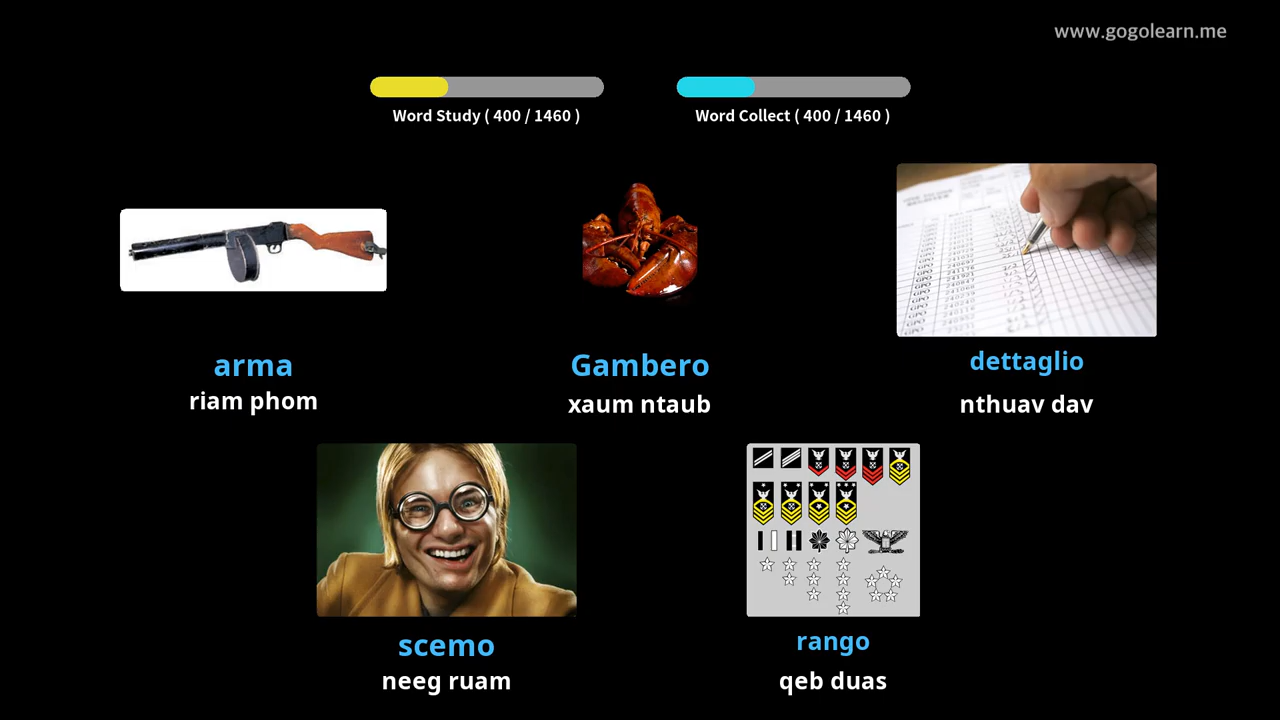 www.gogolearn.me
Word Study ( 400 / 1460 )
Word Collect ( 400 / 1460 )
arma
riam phom
Gambero
xaum ntaub
dettaglio
nthuav dav
scemo
neeg ruam
rango
qeb duas